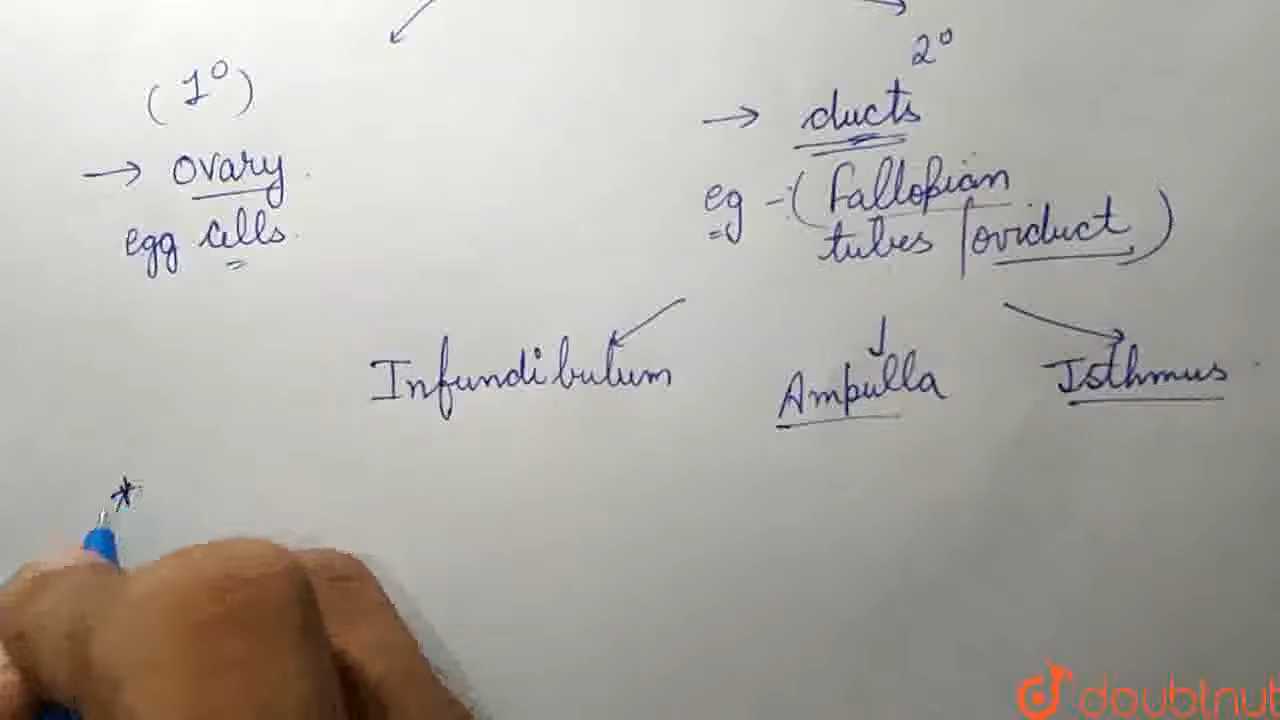 (1°)
→ ovary.
egg cells.
2°
→ ducts
eg - (Fallopian
tubes / oviduct)
Infundibulum
Ampulla
Isthmus.
*
doubtnut